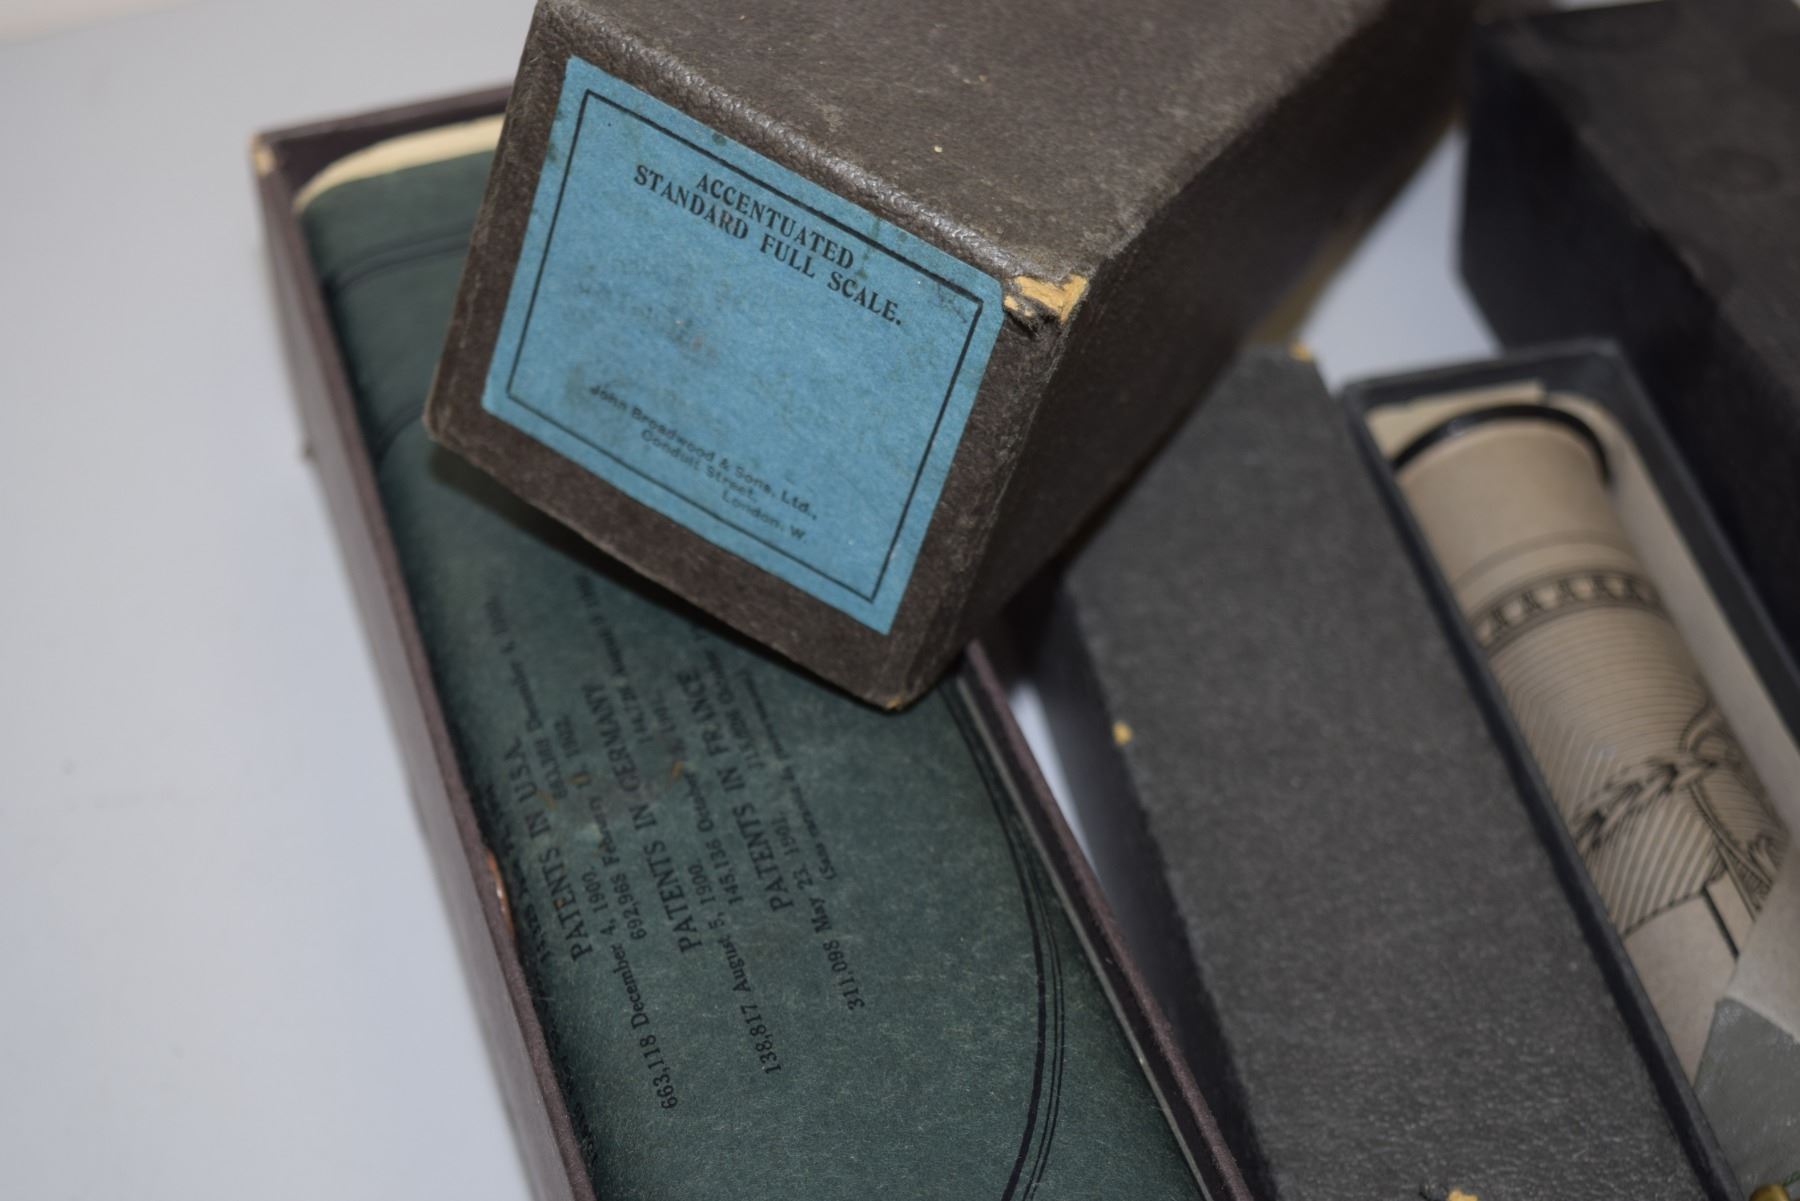 ACCENTUATED
STANDARD FULL SCALE.
John Broadwood & Sons, Ltd.,
Conduit Street,
London, W
PATENTS IN U.S.A.
663,118 December 4, 1900.
692,968 February 11, 1902.
PATENTS IN GERMANY
138,817 August 5, 1900.
145,136 October
PATENTS IN FRANCE
311,098 May 23, 1901.